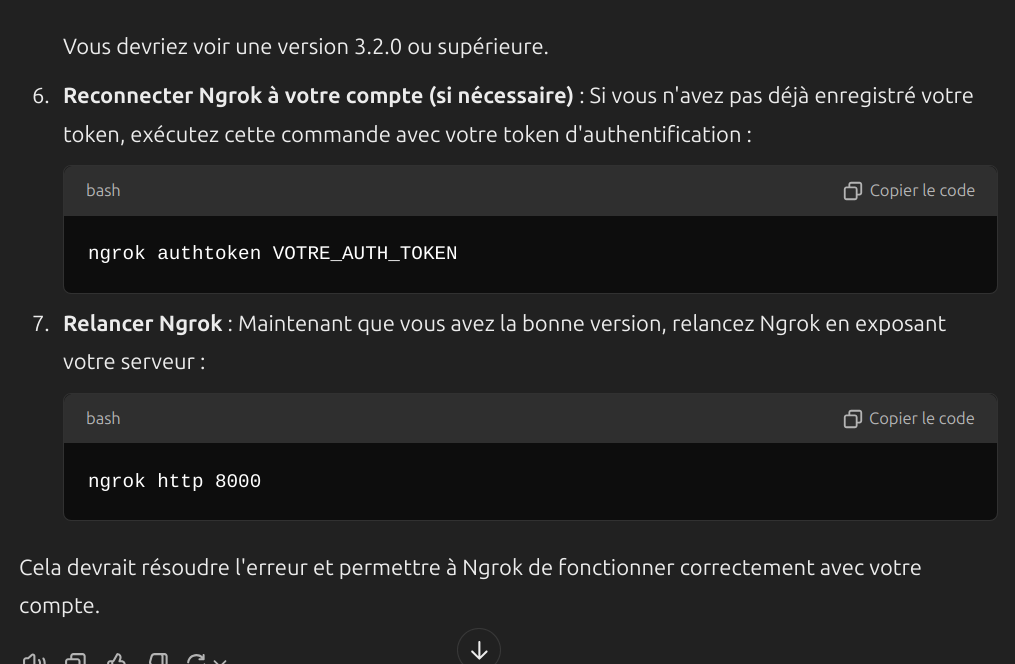 Vous devriez voir une version 3.2.0 ou supérieure.
6. Reconnecter Ngrok à votre compte (si nécessaire) : Si vous n'avez pas déjà enregistré votre
token, exécutez cette commande avec votre token d'authentification :
bash Copier le code
ngrok authtoken VOTRE_AUTH_TOKEN
7. Relancer Ngrok : Maintenant que vous avez la bonne version, relancez Ngrok en exposant
votre serveur :
bash Copier le code
ngrok http 8000
Cela devrait résoudre l'erreur et permettre à Ngrok de fonctionner correctement avec votre
compte.